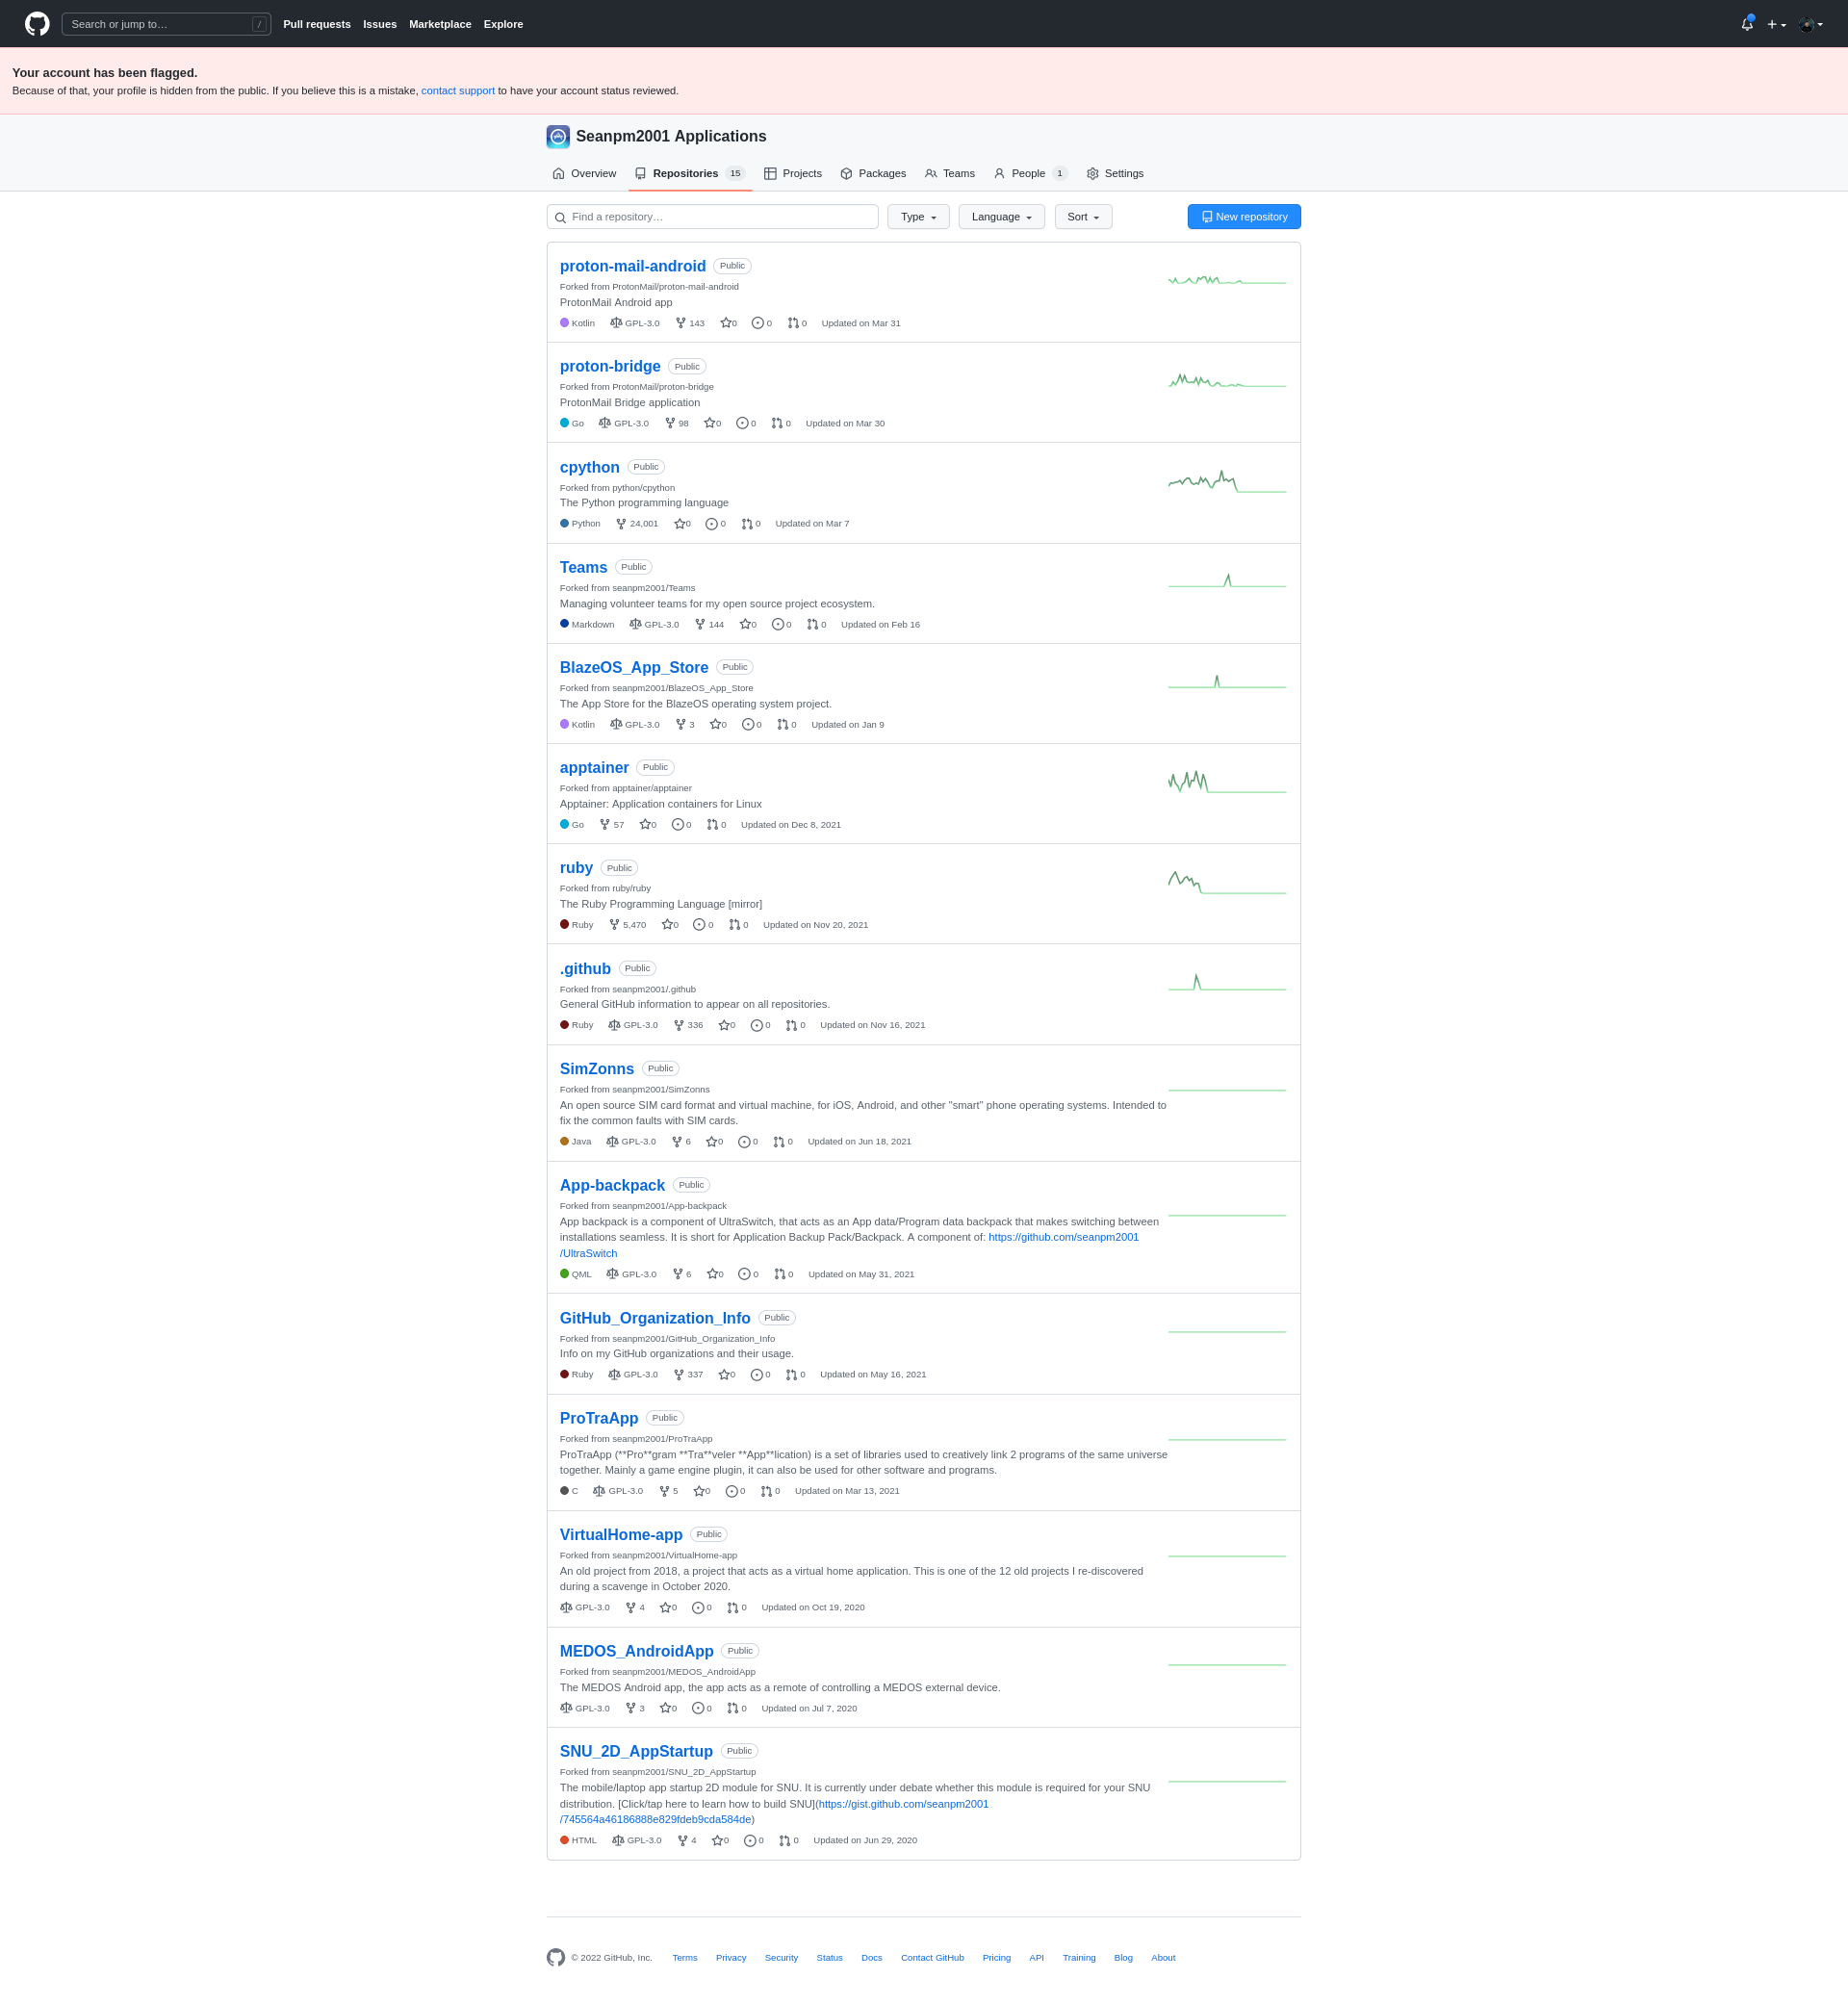 Search or jump to… /
Pull requests Issues Marketplace Explore
Your account has been flagged.
Because of that, your profile is hidden from the public. If you believe this is a mistake, contact support to have your account status reviewed.
Seanpm2001 Applications
Overview Repositories 15 Projects Packages Teams People 1 Settings
Find a repository… Type Language Sort New repository
proton-mail-android Public
Forked from ProtonMail/proton-mail-android
ProtonMail Android app
Kotlin GPL-3.0 143 0 0 0 Updated on Mar 31
proton-bridge Public
Forked from ProtonMail/proton-bridge
ProtonMail Bridge application
Go GPL-3.0 98 0 0 0 Updated on Mar 30
cpython Public
Forked from python/cpython
The Python programming language
Python 24,001 0 0 0 Updated on Mar 7
Teams Public
Forked from seanpm2001/Teams
Managing volunteer teams for my open source project ecosystem.
Markdown GPL-3.0 144 0 0 0 Updated on Feb 16
BlazeOS_App_Store Public
Forked from seanpm2001/BlazeOS_App_Store
The App Store for the BlazeOS operating system project.
Kotlin GPL-3.0 3 0 0 0 Updated on Jan 9
apptainer Public
Forked from apptainer/apptainer
Apptainer: Application containers for Linux
Go 57 0 0 0 Updated on Dec 8, 2021
ruby Public
Forked from ruby/ruby
The Ruby Programming Language [mirror]
Ruby 5,470 0 0 0 Updated on Nov 20, 2021
.github Public
Forked from seanpm2001/.github
General GitHub information to appear on all repositories.
Ruby GPL-3.0 336 0 0 0 Updated on Nov 16, 2021
SimZonns Public
Forked from seanpm2001/SimZonns
An open source SIM card format and virtual machine, for iOS, Android, and other "smart" phone operating systems. Intended to
fix the common faults with SIM cards.
Java GPL-3.0 6 0 0 0 Updated on Jun 18, 2021
App-backpack Public
Forked from seanpm2001/App-backpack
App backpack is a component of UltraSwitch, that acts as an App data/Program data backpack that makes switching between
installations seamless. It is short for Application Backup Pack/Backpack. A component of: https://github.com/seanpm2001
/UltraSwitch
QML GPL-3.0 6 0 0 0 Updated on May 31, 2021
GitHub_Organization_Info Public
Forked from seanpm2001/GitHub_Organization_Info
Info on my GitHub organizations and their usage.
Ruby GPL-3.0 337 0 0 0 Updated on May 16, 2021
ProTraApp Public
Forked from seanpm2001/ProTraApp
ProTraApp (**Pro**gram **Tra**veler **App**lication) is a set of libraries used to creatively link 2 programs of the same universe
together. Mainly a game engine plugin, it can also be used for other software and programs.
C GPL-3.0 5 0 0 0 Updated on Mar 13, 2021
VirtualHome-app Public
Forked from seanpm2001/VirtualHome-app
An old project from 2018, a project that acts as a virtual home application. This is one of the 12 old projects I re-discovered
during a scavenge in October 2020.
GPL-3.0 4 0 0 0 Updated on Oct 19, 2020
MEDOS_AndroidApp Public
Forked from seanpm2001/MEDOS_AndroidApp
The MEDOS Android app, the app acts as a remote of controlling a MEDOS external device.
GPL-3.0 3 0 0 0 Updated on Jul 7, 2020
SNU_2D_AppStartup Public
Forked from seanpm2001/SNU_2D_AppStartup
The mobile/laptop app startup 2D module for SNU. It is currently under debate whether this module is required for your SNU
distribution. [Click/tap here to learn how to build SNU](https://gist.github.com/seanpm2001
/745564a46186888e829fdeb9cda584de)
HTML GPL-3.0 4 0 0 0 Updated on Jun 29, 2020
© 2022 GitHub, Inc. Terms Privacy Security Status Docs Contact GitHub Pricing API Training Blog About